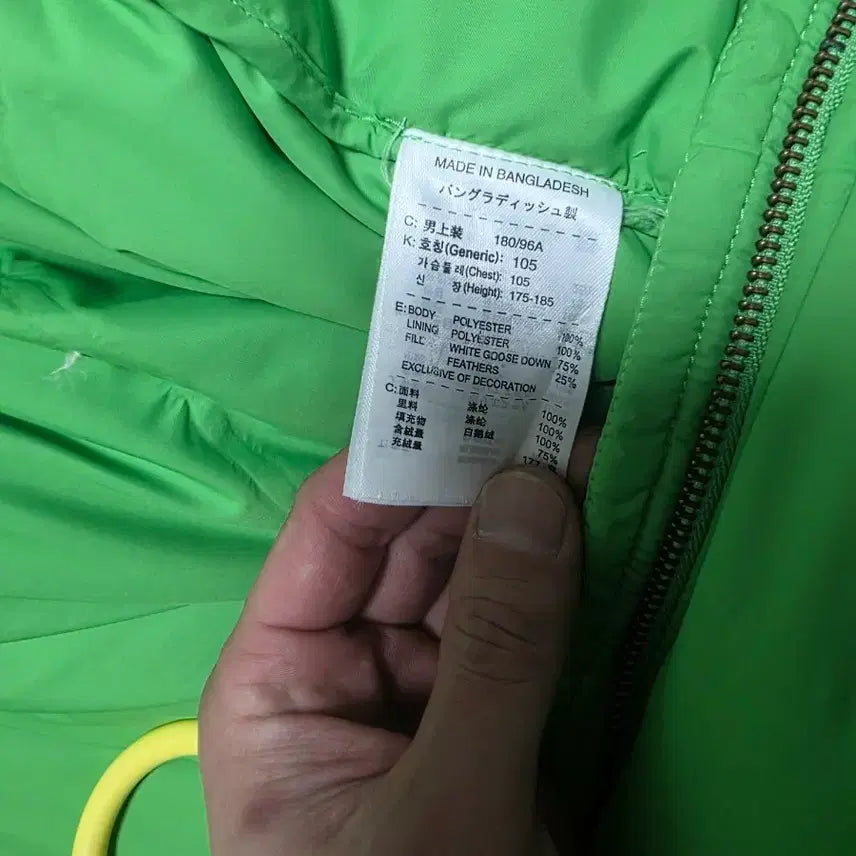 MADE IN BANGLADESH
バングラディッシュ製
C: 男上装 180/96A
K: 호칭(Generic): 105
가슴둘레(Chest): 105
신 장(Height): 175-185
E: BODY POLYESTER 100%
LINING POLYESTER 100%
FILL WHITE GOOSE DOWN 75%
FEATHERS 25%
EXCLUSIVE OF DECORATION
C: 面料 涤纶 100%
里料 涤纶 100%
填充物 白鹅绒 100%
含绒量 75%
充绒量